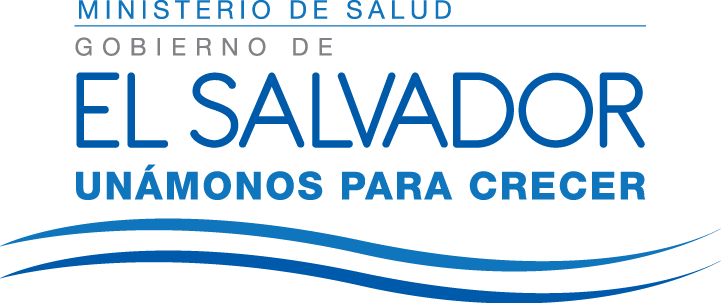 MINISTERIO DE SALUD
GOBIERNO DE
EL SALVADOR
UNÁMONOS PARA CRECER